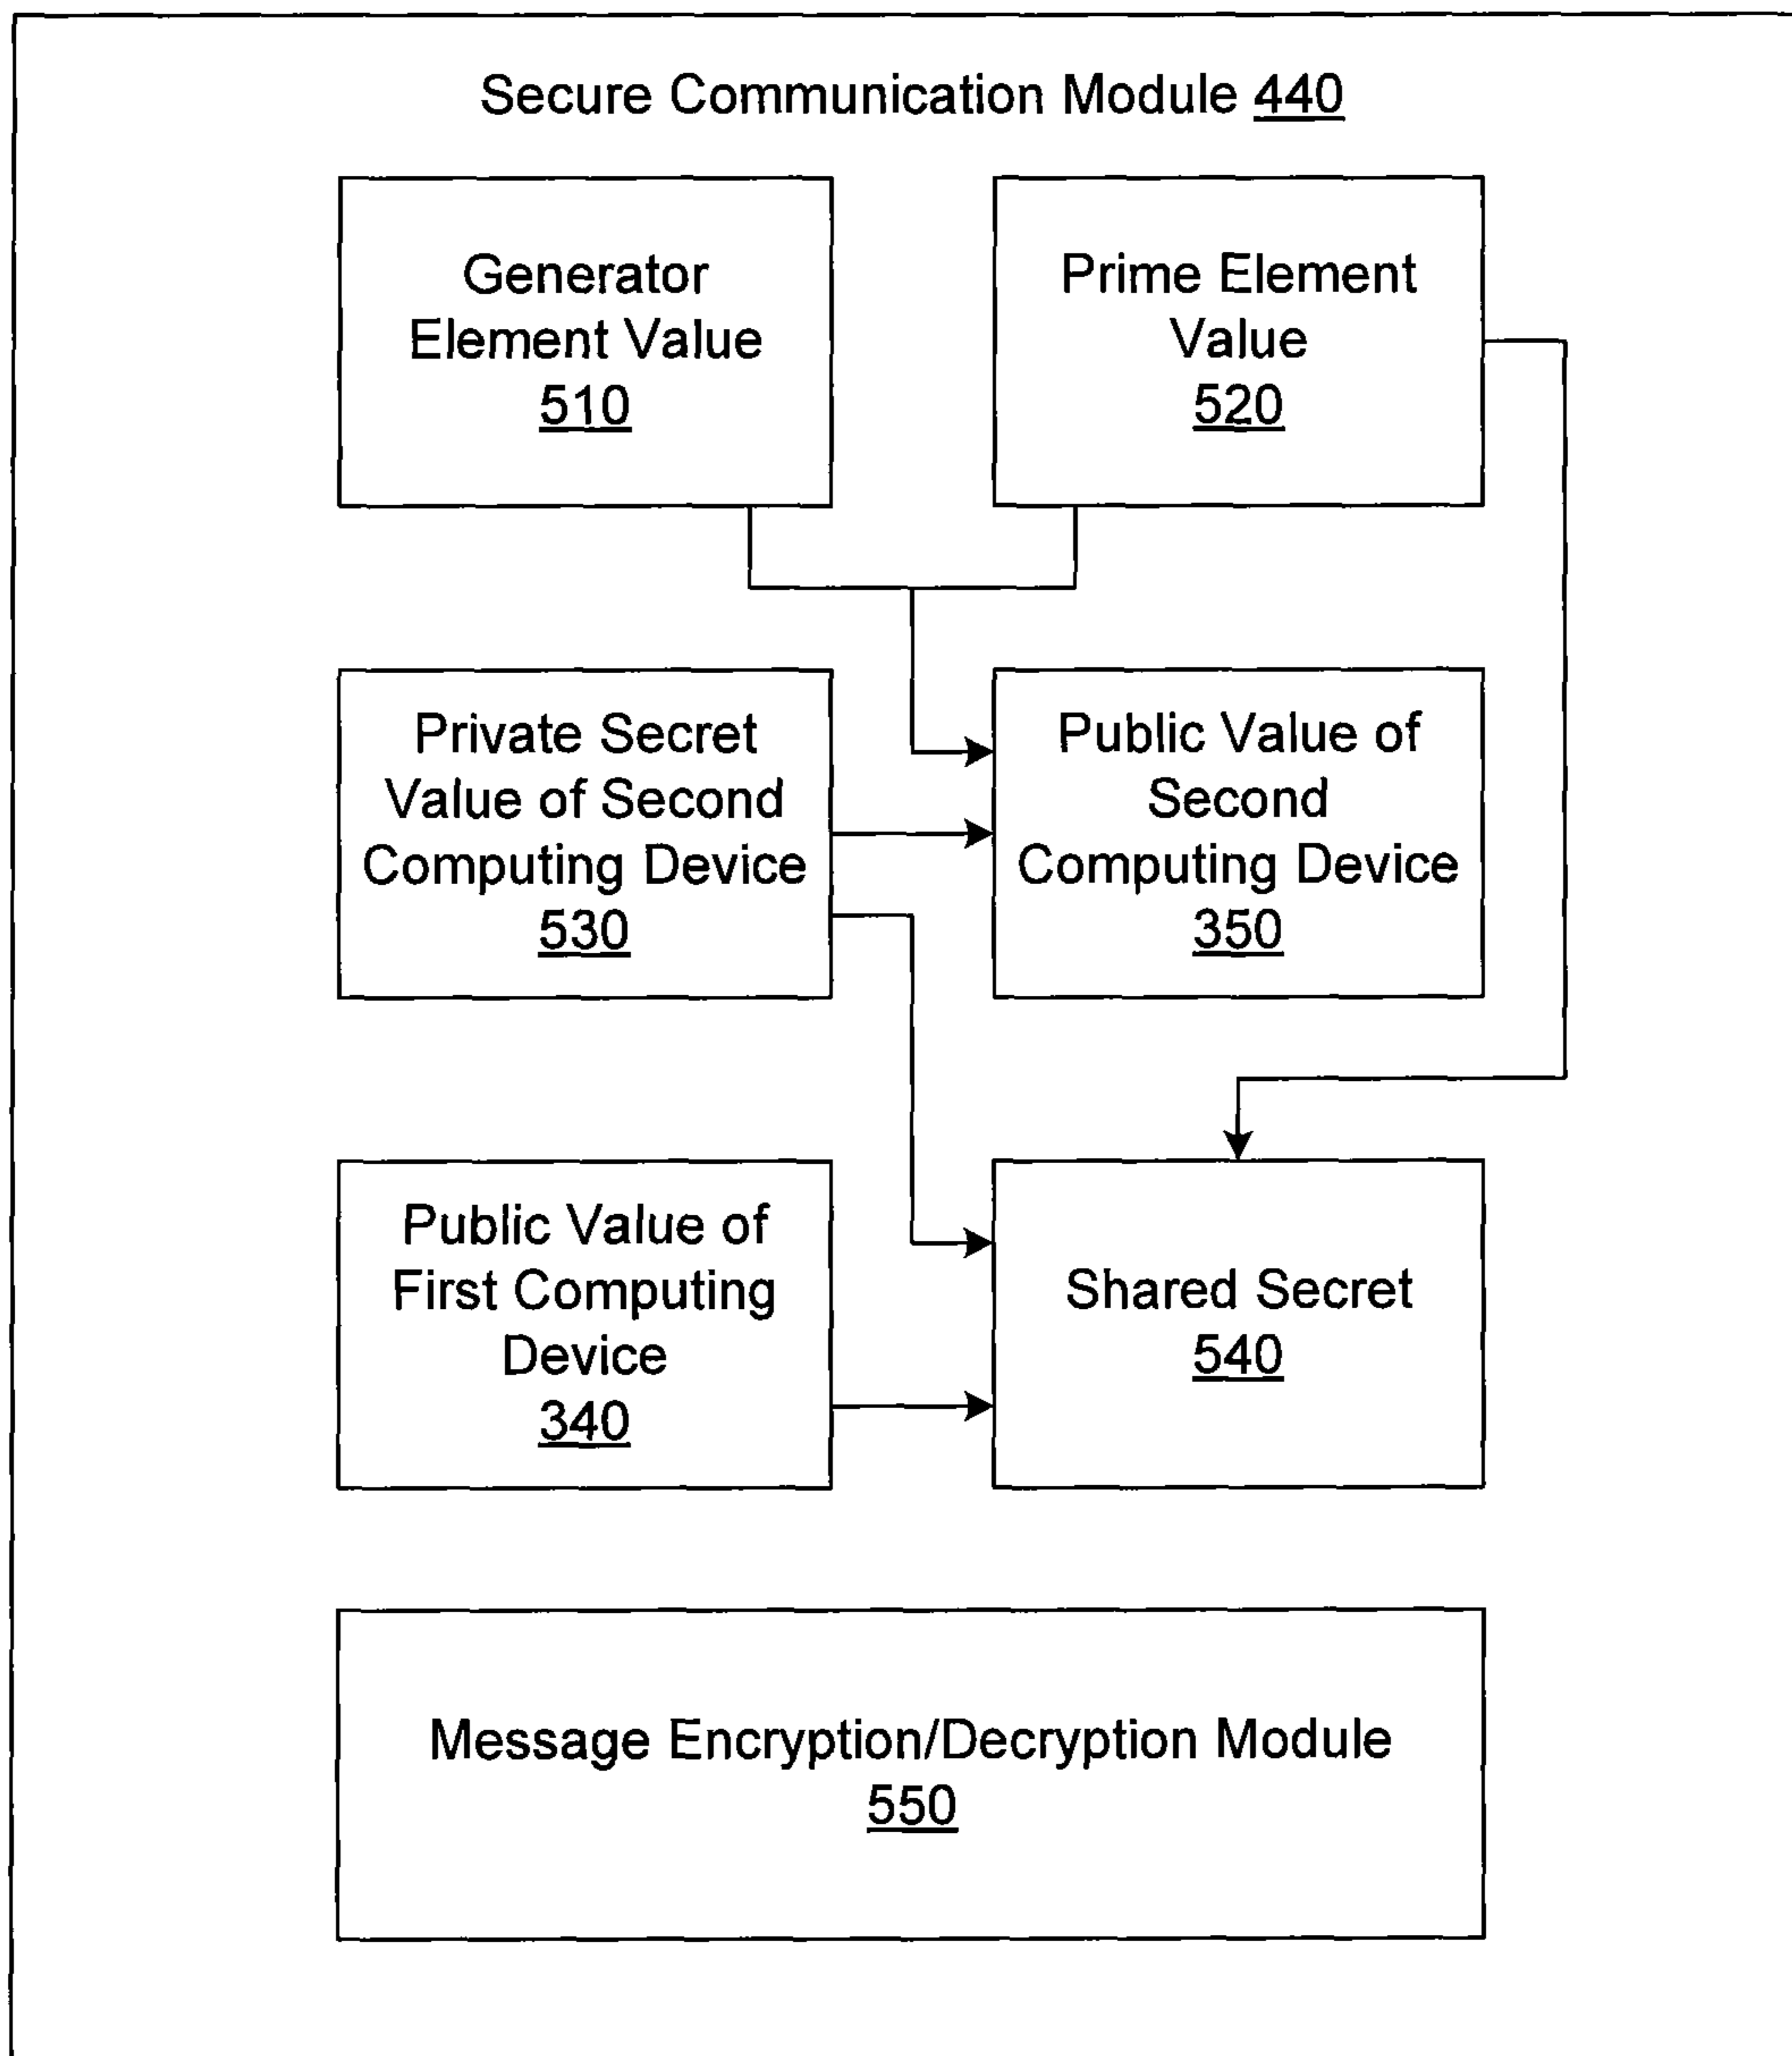 Secure Communication Module 440
Generator
Element Value
510
Prime Element
Value
520
Private Secret
Value of Second
Computing Device
530
Public Value of
Second
Computing Device
350
Public Value of
First Computing
Device
340
Shared Secret
540
Message Encryption/Decryption Module
550